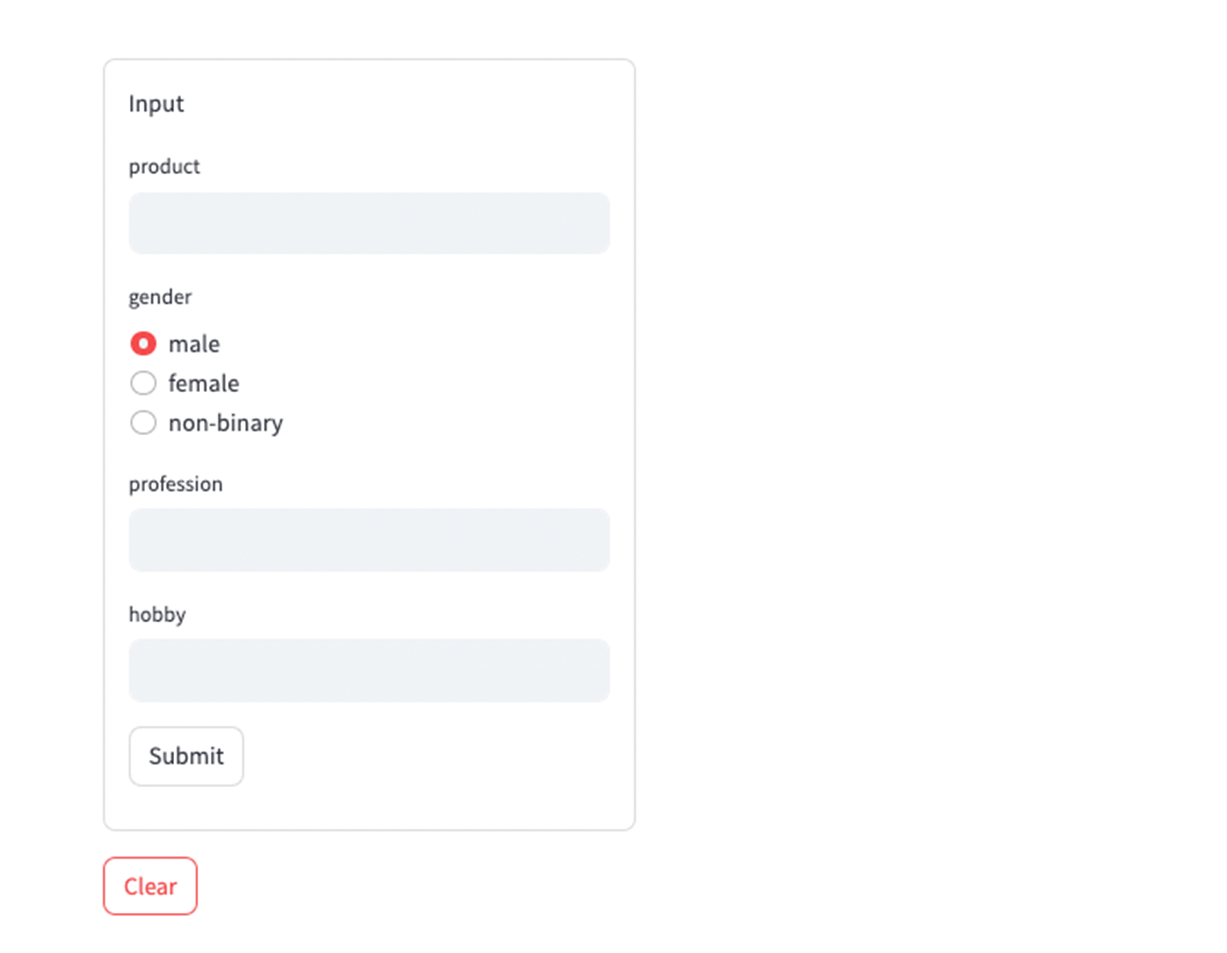 Input
product
gender
male
female
non-binary
profession
hobby
Submit
Clear